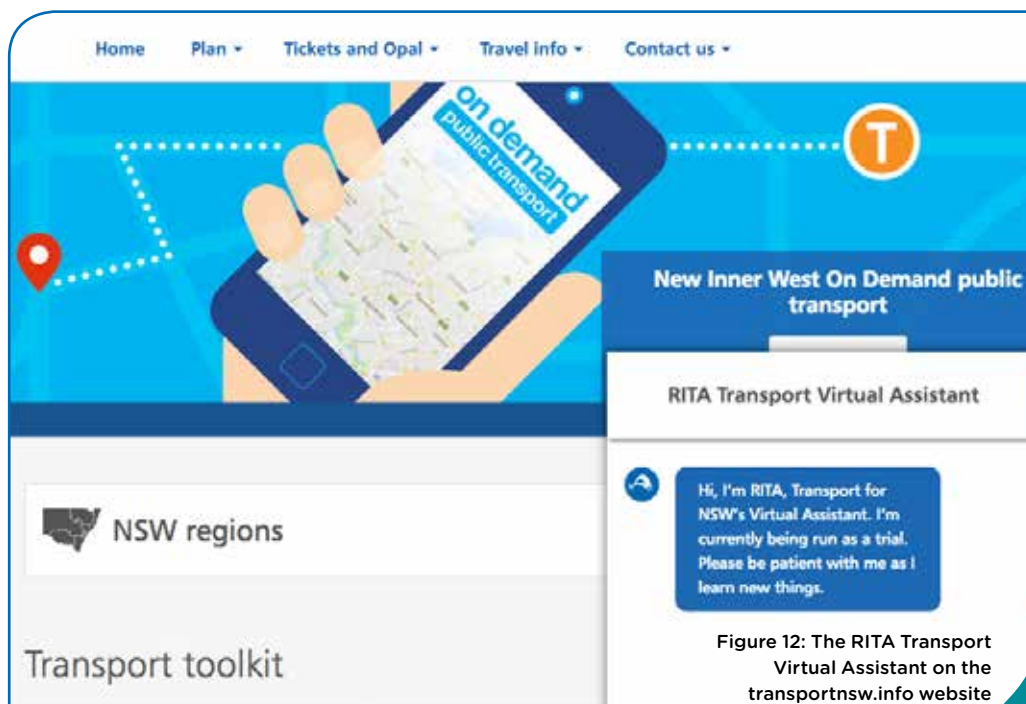 Home Plan Tickets and Opal Travel info Contact us
on demand
public transport
T
New Inner West On Demand public
transport
RITA Transport Virtual Assistant
Hi, I'm RITA, Transport for
NSW's Virtual Assistant. I'm
currently being run as a trial.
Please be patient with me as I
learn new things.
NSW regions
Transport toolkit
Figure 12: The RITA Transport
Virtual Assistant on the
transportnsw.info website